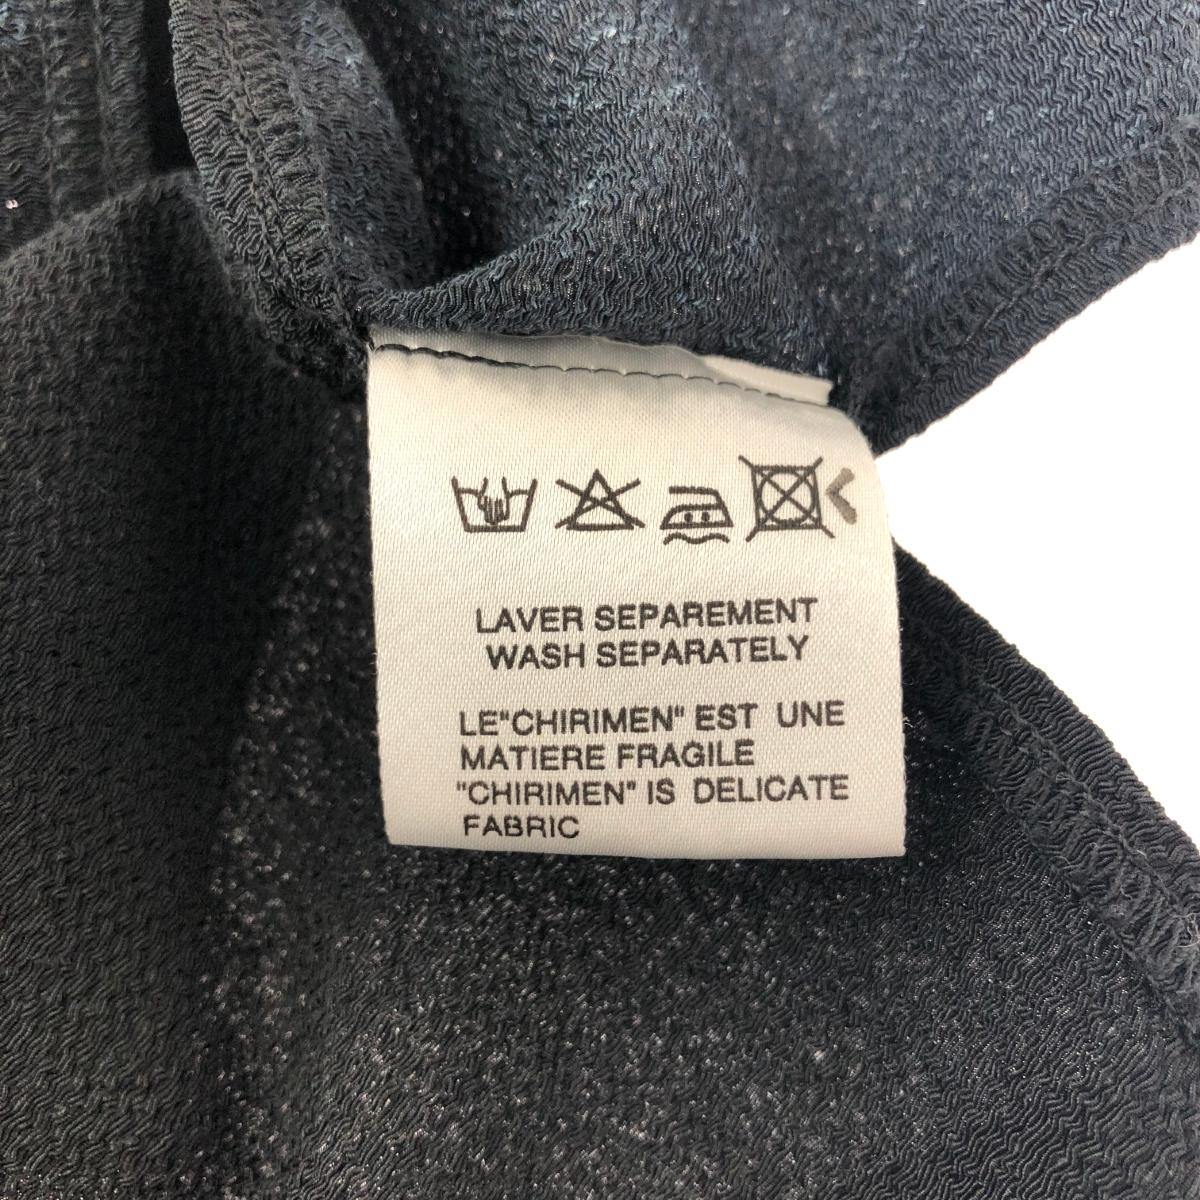 LAVER SEPAREMENT
WASH SEPARATELY
LE"CHIRIMEN" EST UNE
MATIERE FRAGILE
"CHIRIMEN" IS DELICATE
FABRIC